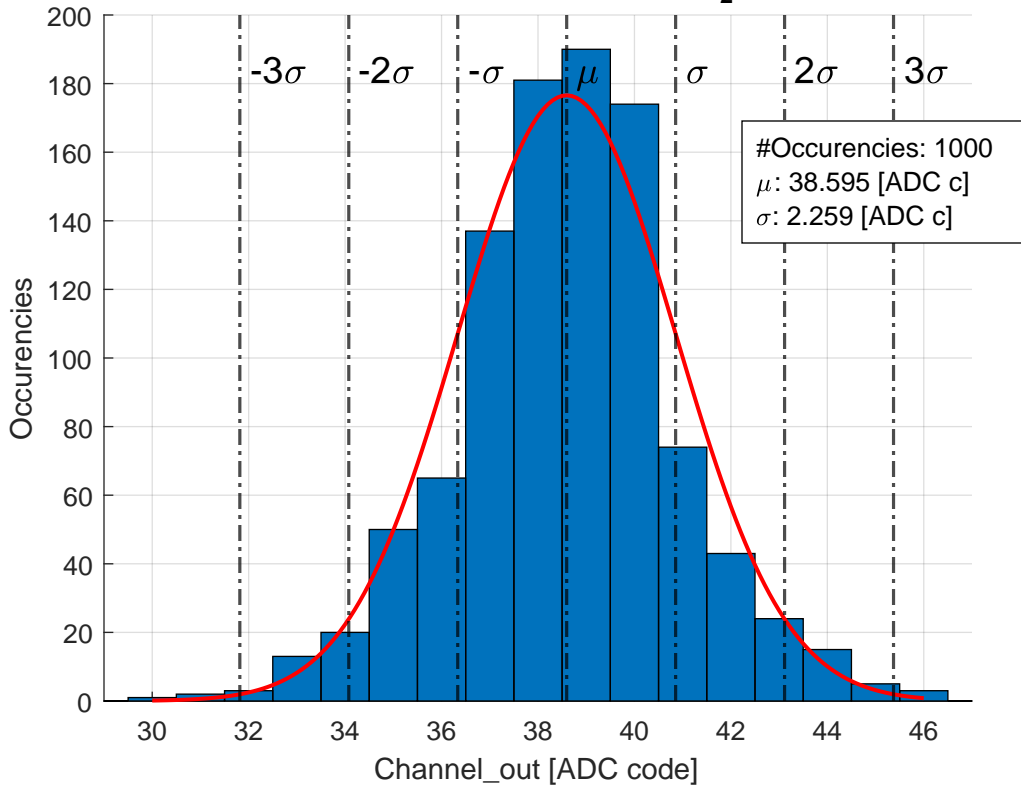 2
-3σ -2σ -σ μ σ 2σ 3σ
#Occurencies: 1000
μ: 38.595 [ADC c]
σ: 2.259 [ADC c]
Occurencies
200
180
160
140
120
100
80
60
40
20
0
30 32 34 36 38 40 42 44 46
Channel_out [ADC code]